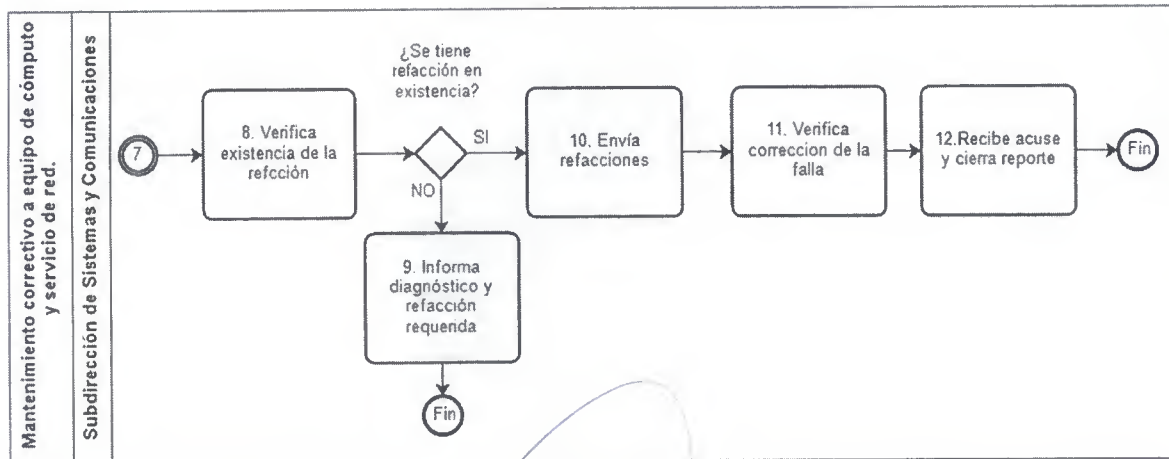 Mantenimiento correctivo a equipo de cómputo
y servicio de red.
Subdirección de Sistemas y Comunicaciones
7
8. Verifica
existencia de la
refcción
¿Se tiene
refacción en
existencia?
SI
NO
9. Informa
diagnóstico y
refacción
requerida
Fin
10. Envía
refacciones
11. Verifica
correccion de la
falla
12.Recibe acuse
y cierra reporte
Fin